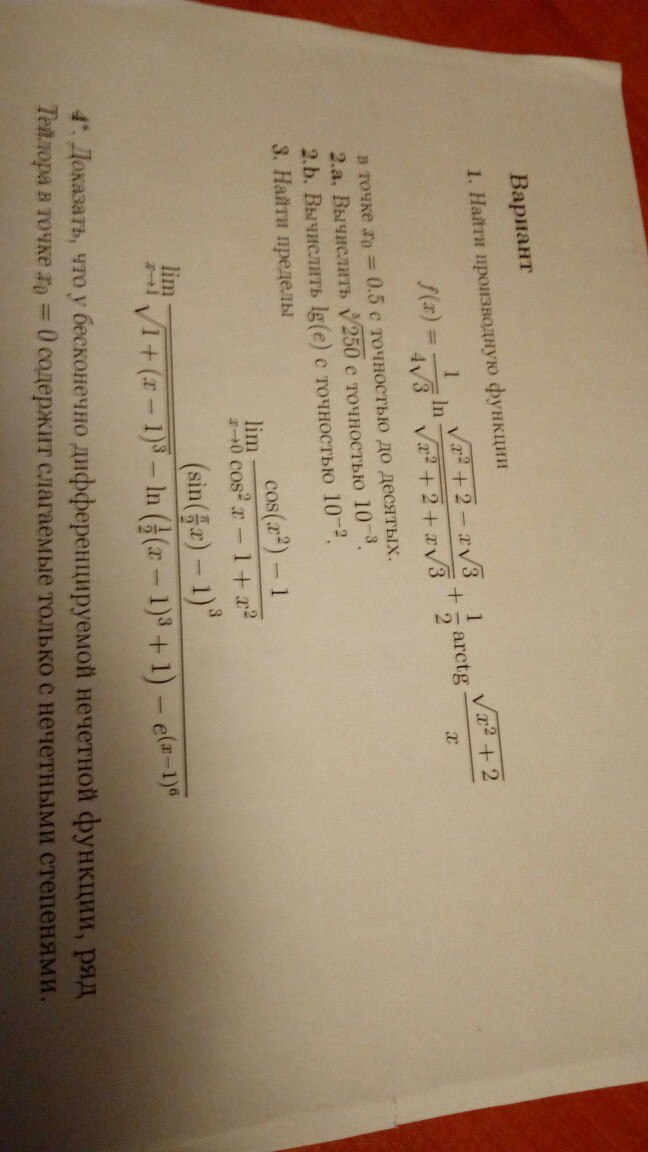 Вариант
1. Найти производную функции
f(x) = \frac{1}{4\sqrt{3}} \ln \frac{\sqrt{x^2+2} - x\sqrt{3}}{\sqrt{x^2+2} + x\sqrt{3}} + \frac{1}{2} \operatorname{arctg} \frac{\sqrt{x^2+2}}{x}
в точке x_0 = 0.5 с точностью до десятых.
2.a. Вычислить \sqrt[5]{250} с точностью 10^{-3}.
2.b. Вычислить lg(e) с точностью 10^{-2}.
3. Найти пределы
\lim_{x \to 0} \frac{\cos(x^2) - 1}{\cos^2 x - 1 + x^2}
\lim_{x \to 1} \frac{(\sin(\frac{\pi}{2}x) - 1)^3}{\sqrt{1 + (x-1)^3} - \ln(\frac{1}{2}(x-1)^3 + 1) - e^{(x-1)^6}}
4*. Доказать, что у бесконечно дифференцируемой нечетной функции, ряд
Тейлора в точке x_0 = 0 содержит слагаемые только с нечетными степенями.